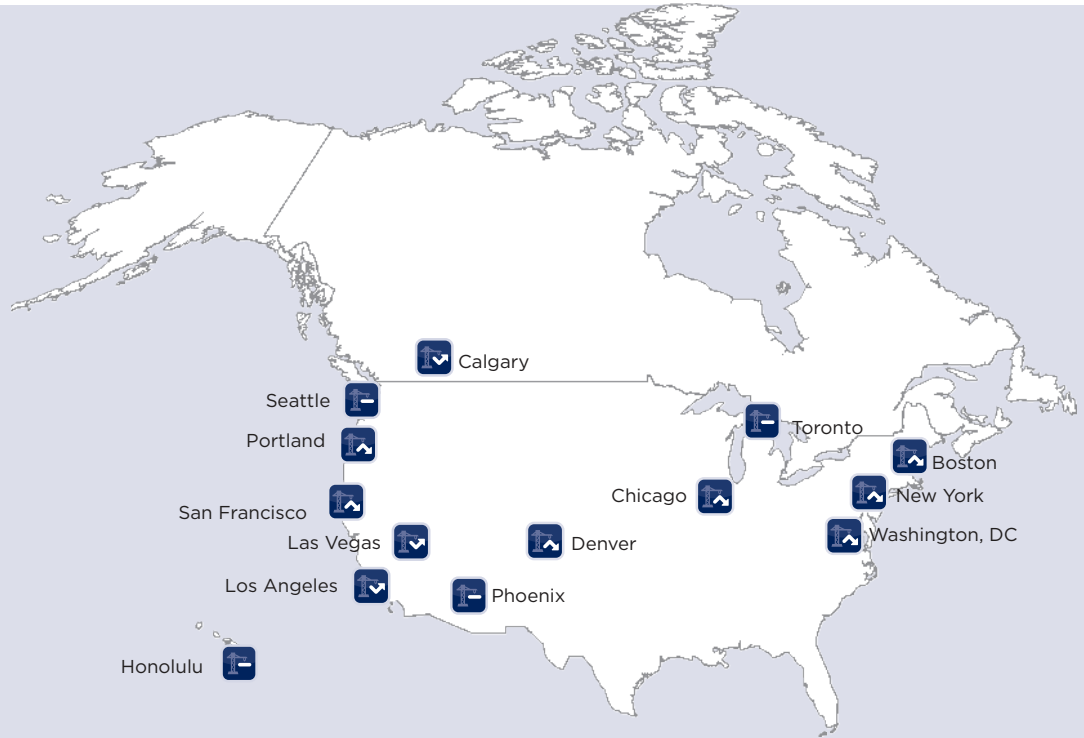 Calgary
Seattle
Toronto
Portland
Boston
Chicago
New York
San Francisco
Washington, DC
Las Vegas
Denver
Los Angeles
Phoenix
Honolulu